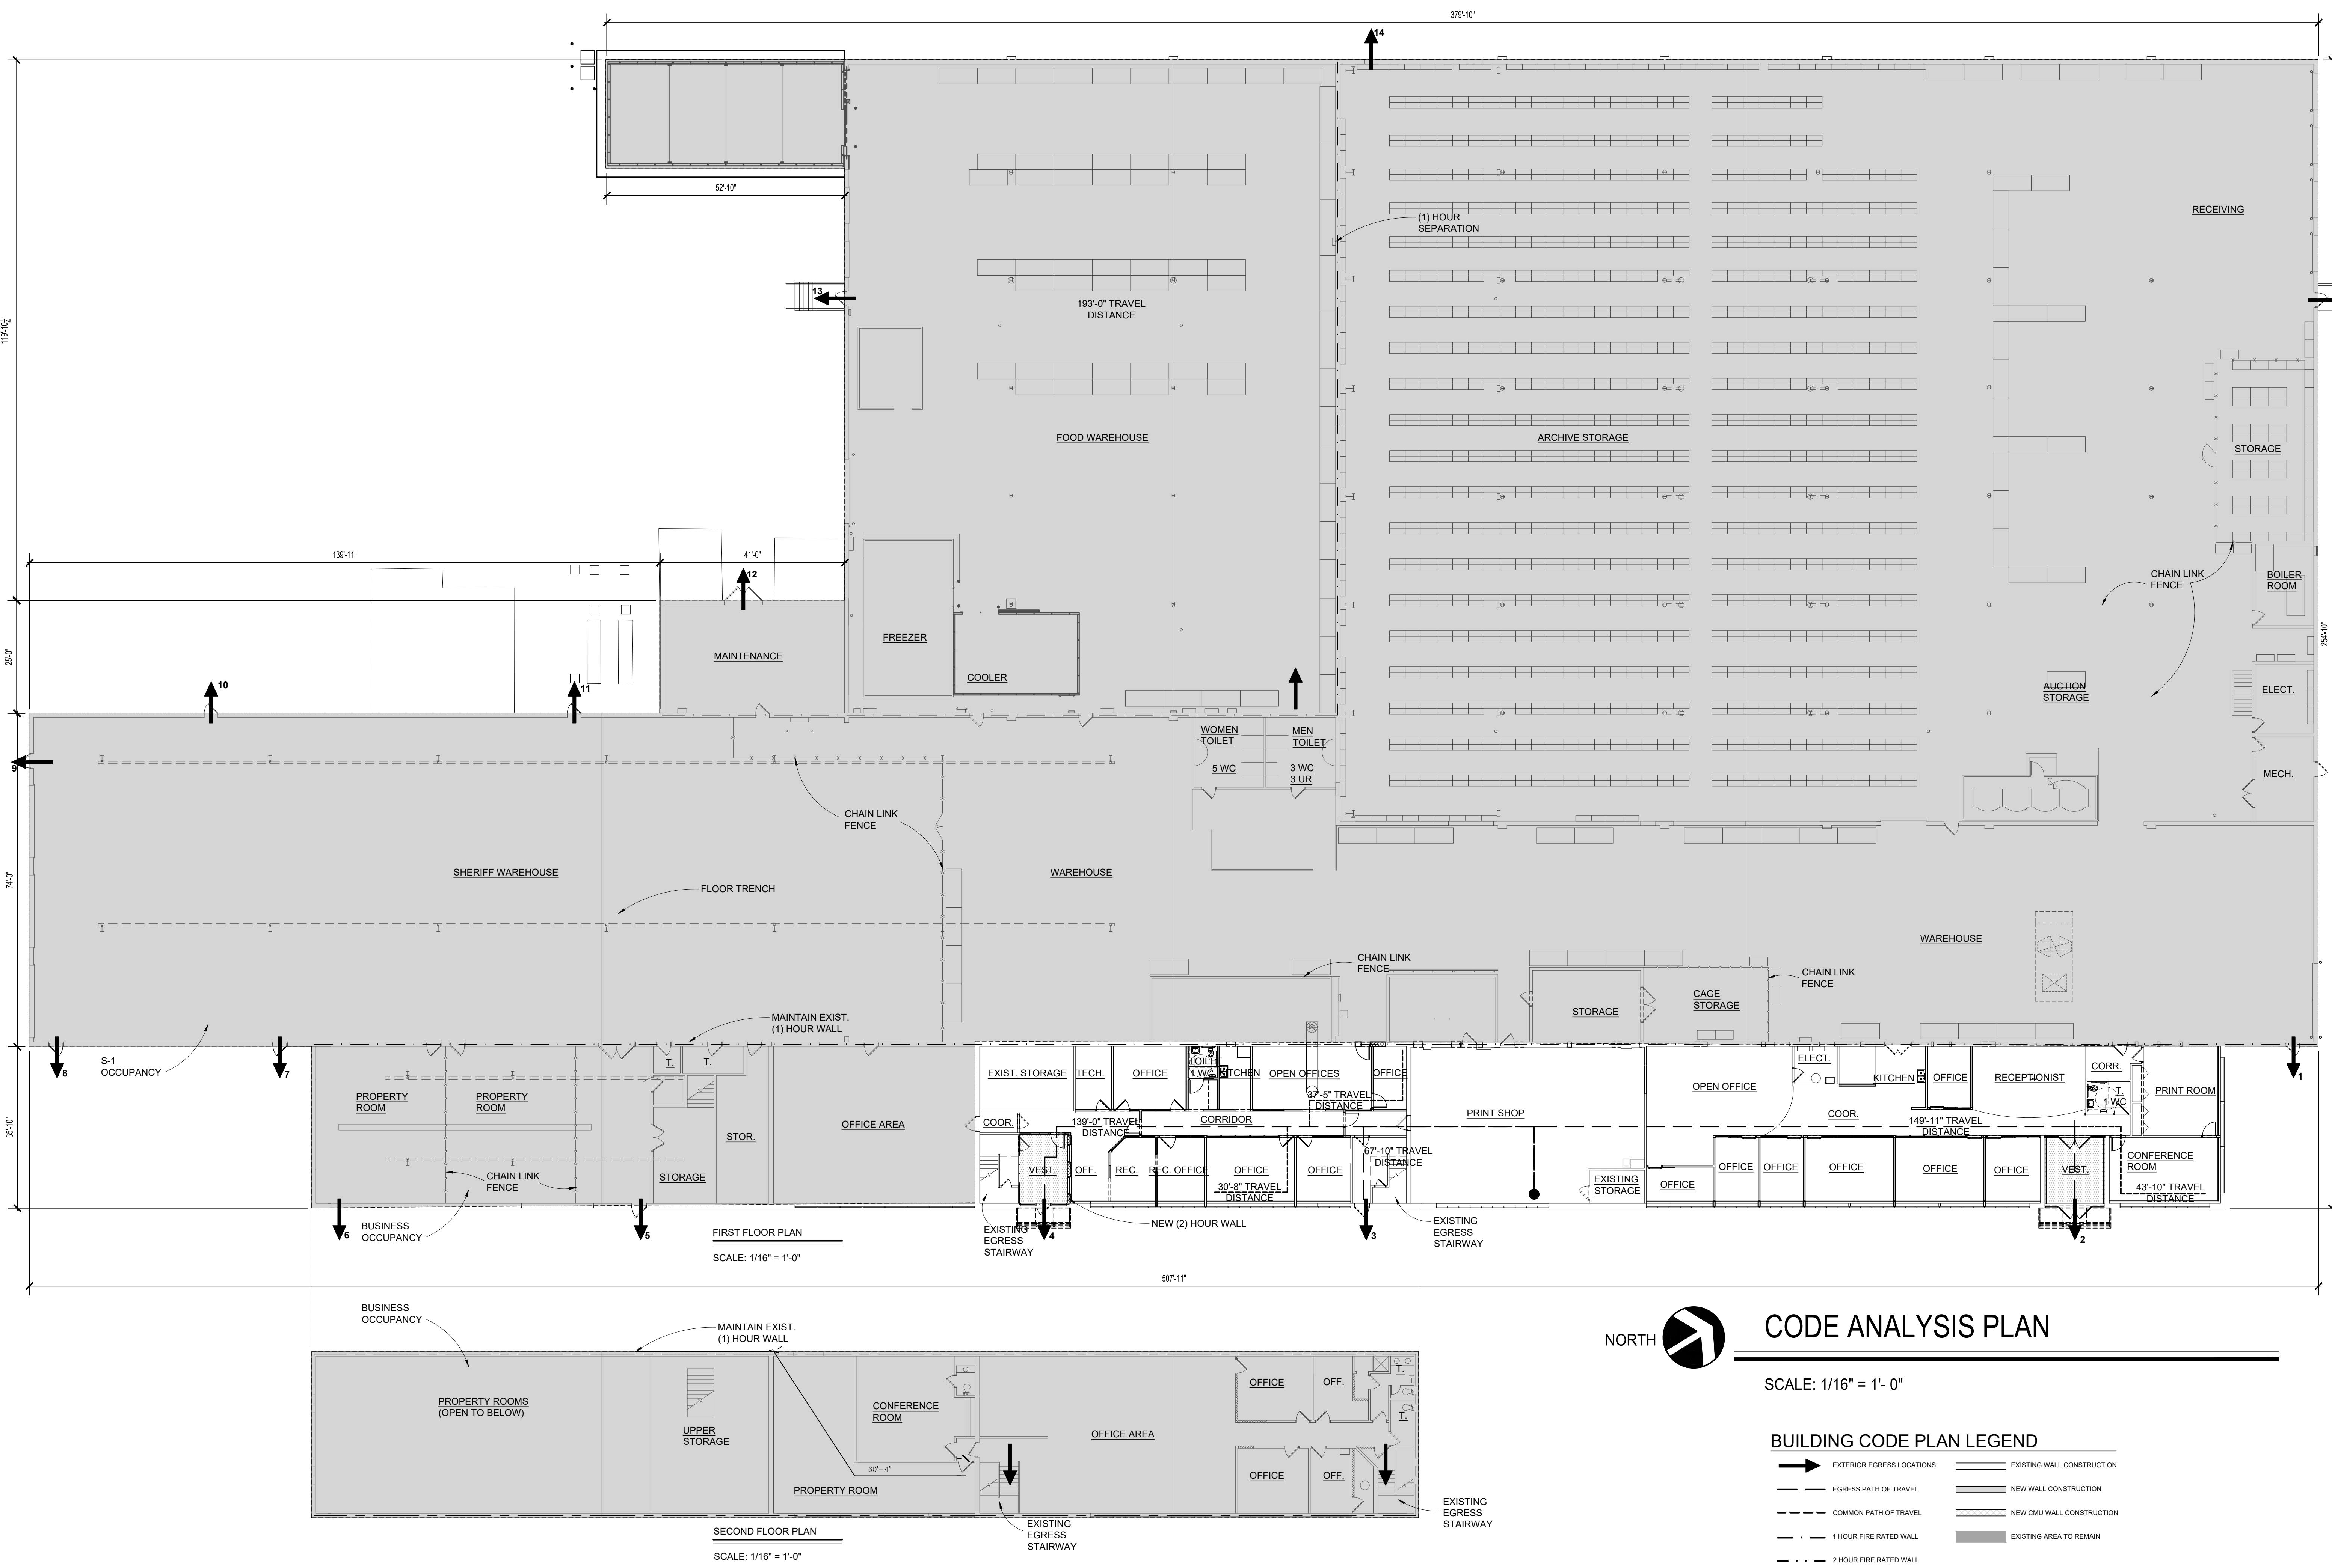 379'-10"
14
52'-10"
(1) HOUR
SEPARATION
RECEIVING
13
193'-0" TRAVEL
DISTANCE
119'-10¾"
FOOD WAREHOUSE
ARCHIVE STORAGE
STORAGE
139'-11"
41'-0"
12
CHAIN LINK
FENCE
BOILER
ROOM
254'-10"
FREEZER
25'-0"
MAINTENANCE
COOLER
10
11
AUCTION
STORAGE
ELECT.
WOMEN
TOILET
5 WC
MEN
TOILET
3 WC
3 UR
9
MECH.
CHAIN LINK
FENCE
74'-0"
SHERIFF WAREHOUSE
FLOOR TRENCH
WAREHOUSE
WAREHOUSE
CHAIN LINK
FENCE
CHAIN LINK
FENCE
CAGE
STORAGE
STORAGE
MAINTAIN EXIST.
(1) HOUR WALL
S-1
OCCUPANCY
8
7
1
T.
T.
EXIST. STORAGE
TECH.
OFFICE
TOILET
1 WC
KITCHEN
OPEN OFFICES
OFFICE
ELECT.
OPEN OFFICE
KITCHEN
OFFICE
RECEPTIONIST
CORR.
T.
1 WC
PRINT ROOM
35'-10"
PROPERTY
ROOM
PROPERTY
ROOM
37'-5" TRAVEL
DISTANCE
PRINT SHOP
COOR.
OFFICE AREA
COOR.
139'-0" TRAVEL
DISTANCE
CORRIDOR
149'-11" TRAVEL
DISTANCE
STOR.
67'-10" TRAVEL
DISTANCE
CHAIN LINK
FENCE
STORAGE
VEST.
OFF.
REC.
REC. OFFICE
OFFICE
OFFICE
30'-8" TRAVEL
DISTANCE
EXISTING
STORAGE
OFFICE
OFFICE
OFFICE
OFFICE
OFFICE
OFFICE
VEST.
CONFERENCE
ROOM
43'-10" TRAVEL
DISTANCE
6
BUSINESS
OCCUPANCY
5
FIRST FLOOR PLAN
SCALE: 1/16" = 1'-0"
EXISTING
EGRESS
STAIRWAY
4
NEW (2) HOUR WALL
3
EXISTING
EGRESS
STAIRWAY
2
507'-11"
BUSINESS
OCCUPANCY
MAINTAIN EXIST.
(1) HOUR WALL
NORTH
CODE ANALYSIS PLAN
SCALE: 1/16" = 1'- 0"
PROPERTY ROOMS
(OPEN TO BELOW)
UPPER
STORAGE
CONFERENCE
ROOM
OFFICE AREA
OFFICE
OFF.
T.
T.
60'-4"
PROPERTY ROOM
OFFICE
OFF.
EXISTING
EGRESS
STAIRWAY
EXISTING
EGRESS
STAIRWAY
SECOND FLOOR PLAN
SCALE: 1/16" = 1'-0"
BUILDING CODE PLAN LEGEND
EXTERIOR EGRESS LOCATIONS
EXISTING WALL CONSTRUCTION
EGRESS PATH OF TRAVEL
NEW WALL CONSTRUCTION
COMMON PATH OF TRAVEL
NEW CMU WALL CONSTRUCTION
1 HOUR FIRE RATED WALL
EXISTING AREA TO REMAIN
2 HOUR FIRE RATED WALL